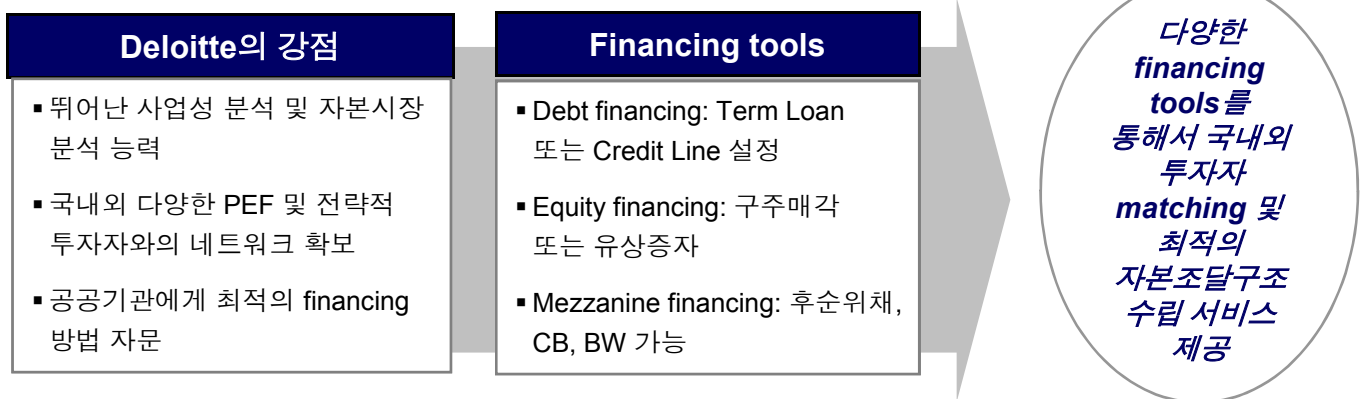 Deloitte의 강점
▪ 뛰어난 사업성 분석 및 자본시장
분석 능력
▪ 국내외 다양한 PEF 및 전략적
투자자와의 네트워크 확보
▪ 공공기관에게 최적의 financing
방법 자문
Financing tools
▪ Debt financing: Term Loan
또는 Credit Line 설정
▪ Equity financing: 구주매각
또는 유상증자
▪ Mezzanine financing: 후순위채,
CB, BW 가능
다양한
financing
tools를
통해서 국내외
투자자
matching 및
최적의
자본조달구조
수립 서비스
제공